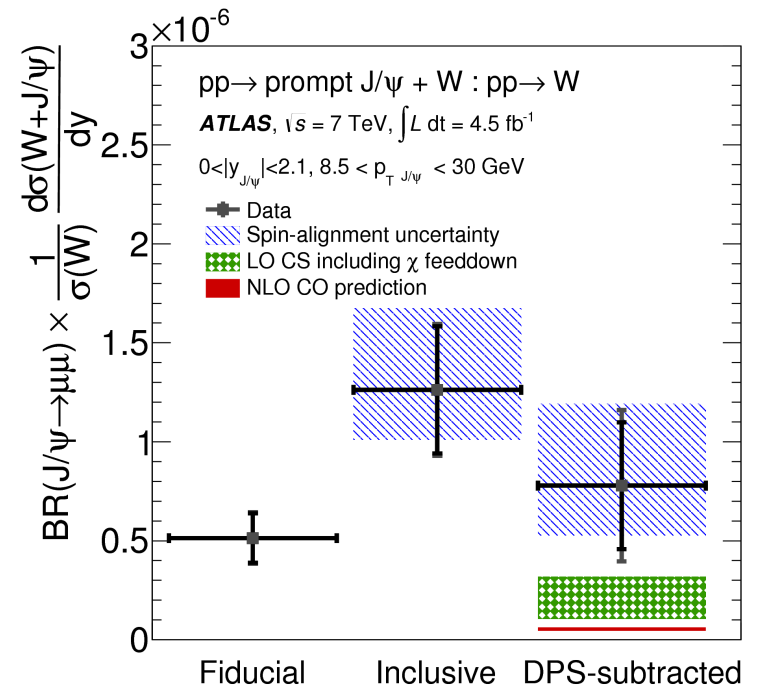 3×10⁻⁶
pp→ prompt J/ψ + W : pp→ W
ATLAS, √s = 7 TeV, ∫L dt = 4.5 fb⁻¹
0<|y_J/ψ|<2.1, 8.5 < p_T J/ψ < 30 GeV
Data
Spin-alignment uncertainty
LO CS including χ feeddown
NLO CO prediction
2.5
2
1.5
1
0.5
0
BR(J/ψ→μμ) × 1/σ(W) dσ(W+J/ψ)/dy
Fiducial Inclusive DPS-subtracted